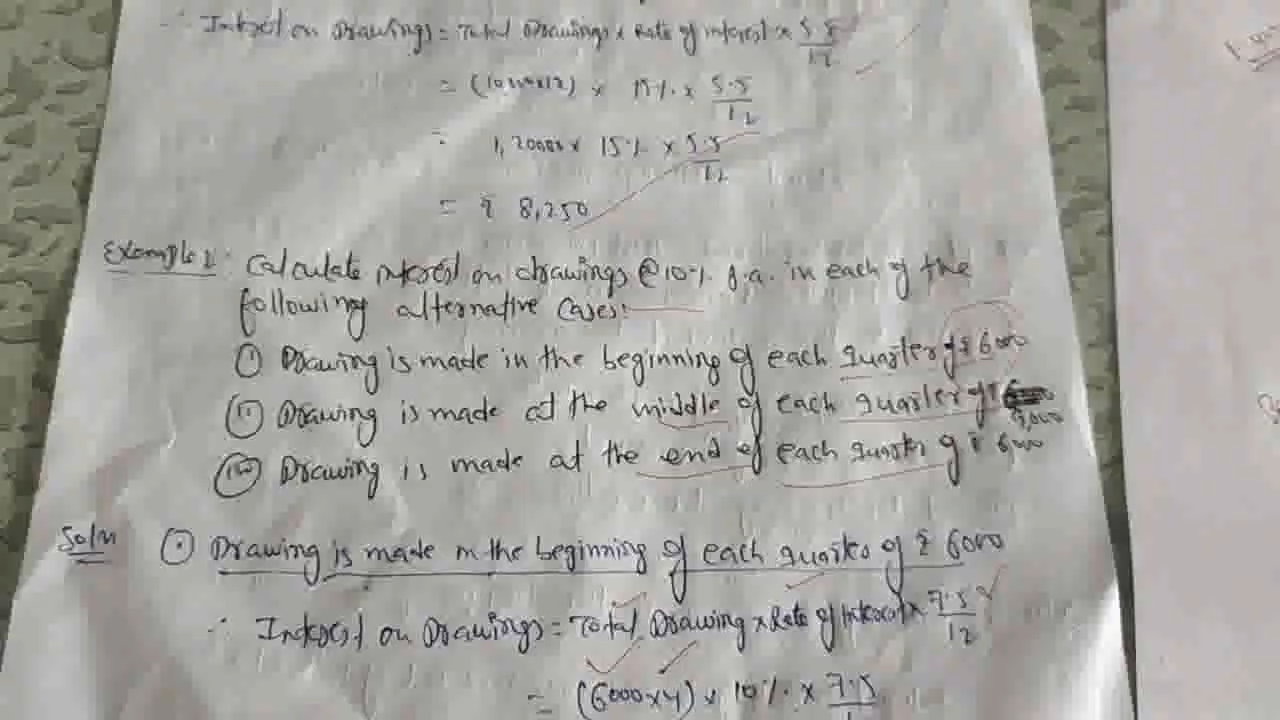 ∴ Interest on Drawings = Total Drawings × Rate of interest × 5.5/12
= (10000×12) × 15% × 5.5/12
= 1,20000 × 15% × 5.5/12
= ₹ 8,250
Example 2: Calculate interest on drawings @ 10% p.a. in each of the
following alternative cases:
(i) Drawing is made in the beginning of each quarter of ₹ 6000
(ii) Drawing is made at the middle of each quarter of ₹
(iii) Drawing is made at the end of each quarter of ₹ 6000
Soln (i) Drawing is made in the beginning of each quarter of ₹ 6000
∴ Interest on Drawings = Total Drawing × Rate of Interest × 7.5/12
= (6000×4) × 10% × 7.5/1